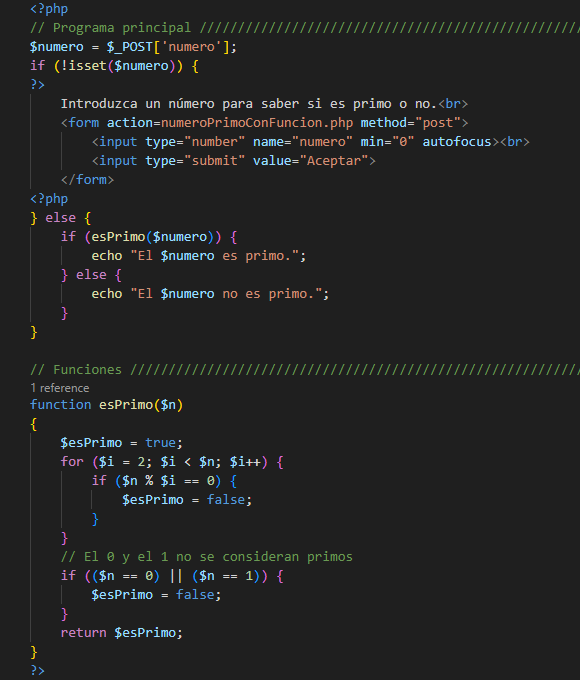 <?php
// Programa principal //////////////////////////////////////////////////
$numero = $_POST['numero'];
if (!isset($numero)) {
?>
    Introduzca un número para saber si es primo o no.<br>
    <form action=numeroPrimoConFuncion.php method="post">
        <input type="number" name="numero" min="0" autofocus><br>
        <input type="submit" value="Aceptar">
    </form>
<?php
} else {
    if (esPrimo($numero)) {
        echo "El $numero es primo.";
    } else {
        echo "El $numero no es primo.";
    }
}

// Funciones ///////////////////////////////////////////////////////////
1 reference
function esPrimo($n)
{
    $esPrimo = true;
    for ($i = 2; $i < $n; $i++) {
        if ($n % $i == 0) {
            $esPrimo = false;
        }
    }
    // El 0 y el 1 no se consideran primos
    if (($n == 0) || ($n == 1)) {
        $esPrimo = false;
    }
    return $esPrimo;
}
?>